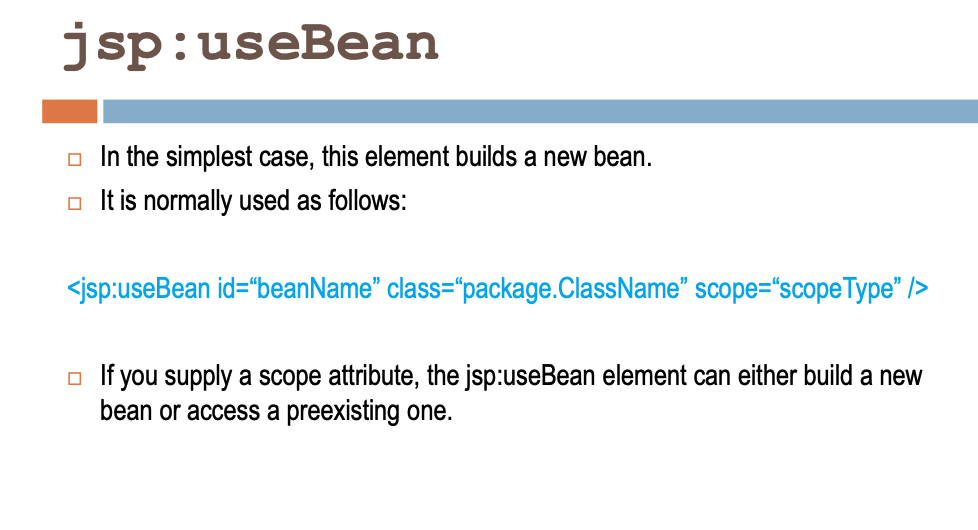 jsp:useBean
In the simplest case, this element builds a new bean.
It is normally used as follows:
<jsp:useBean id=“beanName” class=“package.ClassName” scope=“scopeType” />
If you supply a scope attribute, the jsp:useBean element can either build a new
bean or access a preexisting one.